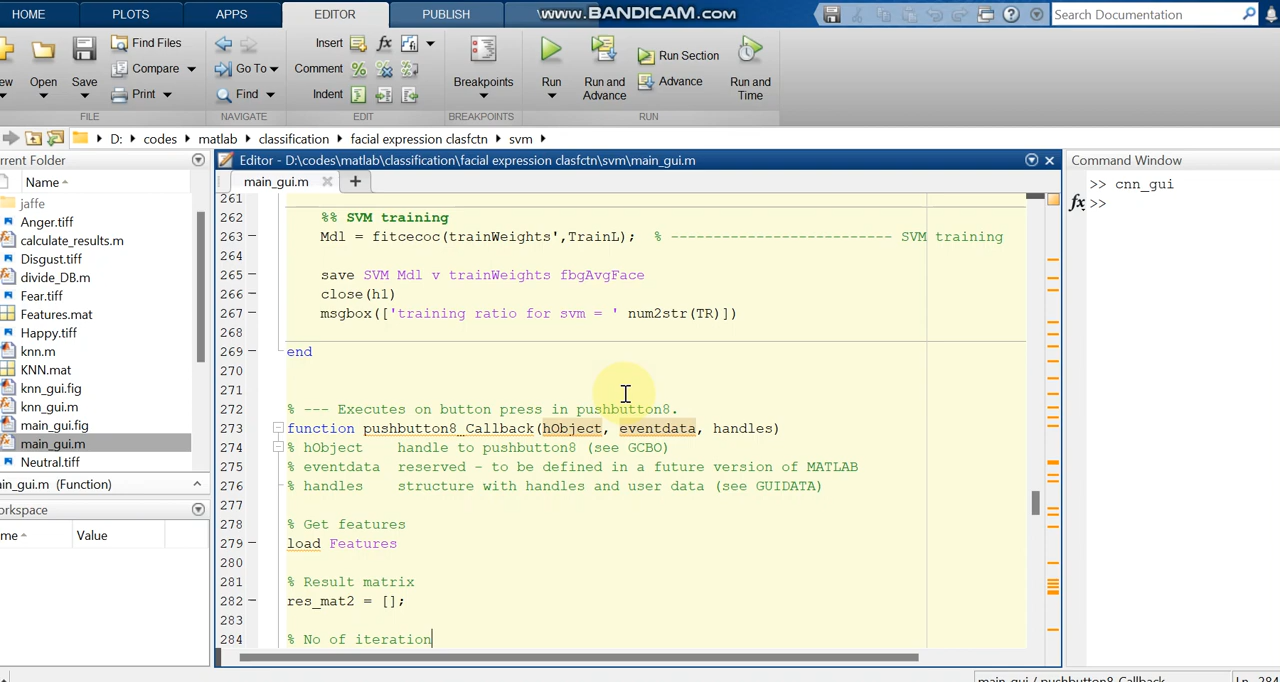 HOME PLOTS APPS EDITOR PUBLISH www.BANDICAM.com Search Documentation
Find Files Insert fx
ew Open Save Compare Go To Comment Breakpoints Run Run and Advance Run Section Advance Run and Time
Print Find Indent
FILE NAVIGATE EDIT BREAKPOINTS RUN
D: codes matlab classification facial expression clasfctn svm
rrent Folder
Name
jaffe
Anger.tiff
calculate_results.m
Disgust.tiff
divide_DB.m
Fear.tiff
Features.mat
Happy.tiff
knn.m
KNN.mat
knn_gui.fig
knn_gui.m
main_gui.fig
main_gui.m
Neutral.tiff
in_gui.m (Function)
orkspace
me Value
Editor - D:\codes\matlab\classification\facial expression clasfctn\svm\main_gui.m
main_gui.m
261
262 %% SVM training
263 Mdl = fitcecoc(trainWeights',TrainL); % -------------------------- SVM training
264
265 save SVM Mdl v trainWeights fbgAvgFace
266 close(h1)
267 msgbox(['training ratio for svm = ' num2str(TR)])
268
269 end
270
271
272 % --- Executes on button press in pushbutton8.
273 function pushbutton8_Callback(hObject, eventdata, handles)
274 % hObject    handle to pushbutton8 (see GCBO)
275 % eventdata  reserved - to be defined in a future version of MATLAB
276 % handles    structure with handles and user data (see GUIDATA)
277
278 % Get features
279 load Features
280
281 % Result matrix
282 res_mat2 = [];
283
284 % No of iteration
Command Window
>> cnn_gui
fx >>
main_gui / pushbutton8_Callback Ln 284